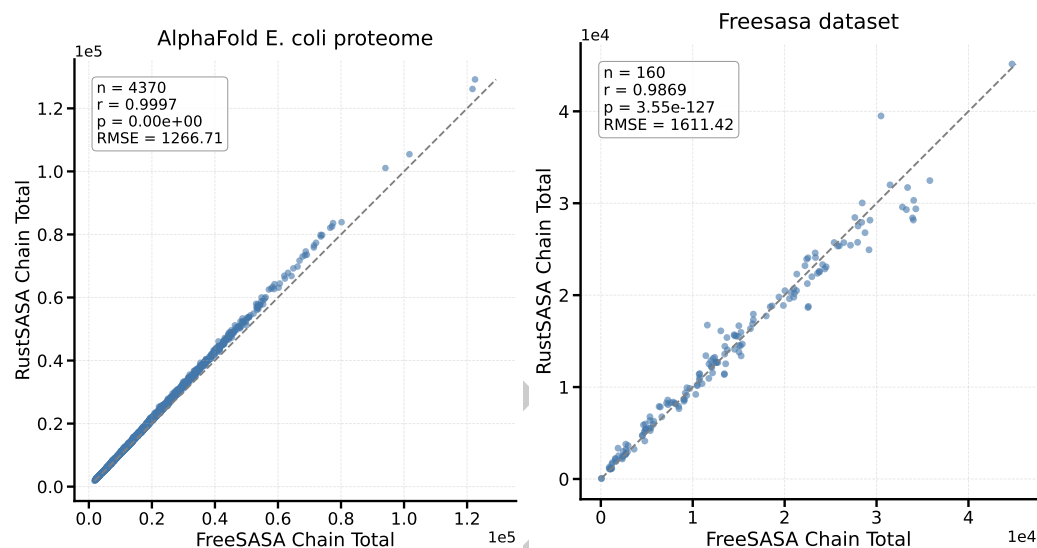 AlphaFold E. coli proteome
1e5
n = 4370
r = 0.9997
p = 0.00e+00
RMSE = 1266.71
1.2
1.0
0.8
0.6
0.4
0.2
0.0
RustSASA Chain Total
0.0 0.2 0.4 0.6 0.8 1.0 1.2
FreeSASA Chain Total
1e5
Freesasa dataset
1e4
n = 160
r = 0.9869
p = 3.55e-127
RMSE = 1611.42
4
3
2
1
0
RustSASA Chain Total
0 1 2 3 4
FreeSASA Chain Total
1e4